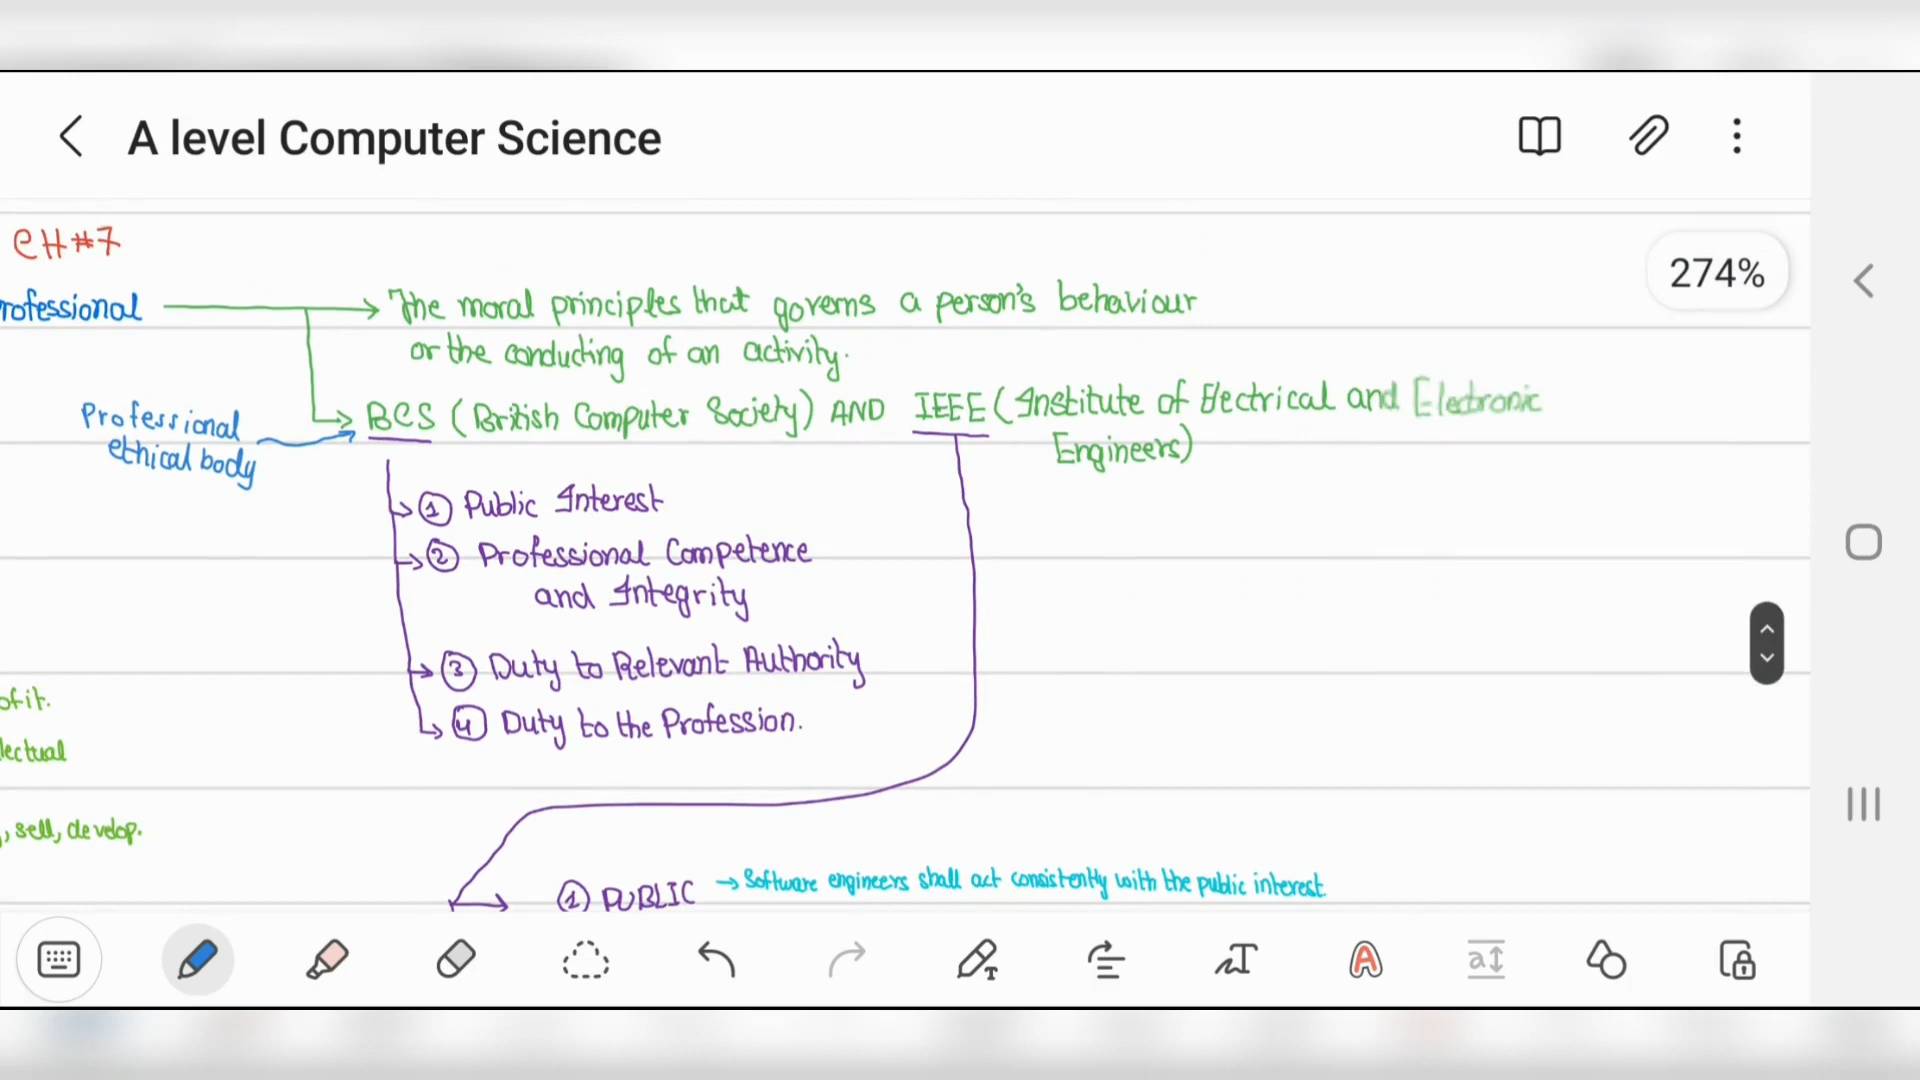 A level Computer Science
CH#7
274%
rofessional
The moral principles that governs a person's behaviour
or the conducting of an activity.
Professional
ethical body
BCS (British Computer Society) AND IEEE (Institute of Electrical and Electronic
Engineers)
1 Public Interest
2 Professional Competence
and Integrity
3 Duty to Relevant Authority
4 Duty to the Profession.
ofit.
lectual
, sell, develop.
1 PUBLIC → Software engineers shall act consistently with the public interest.